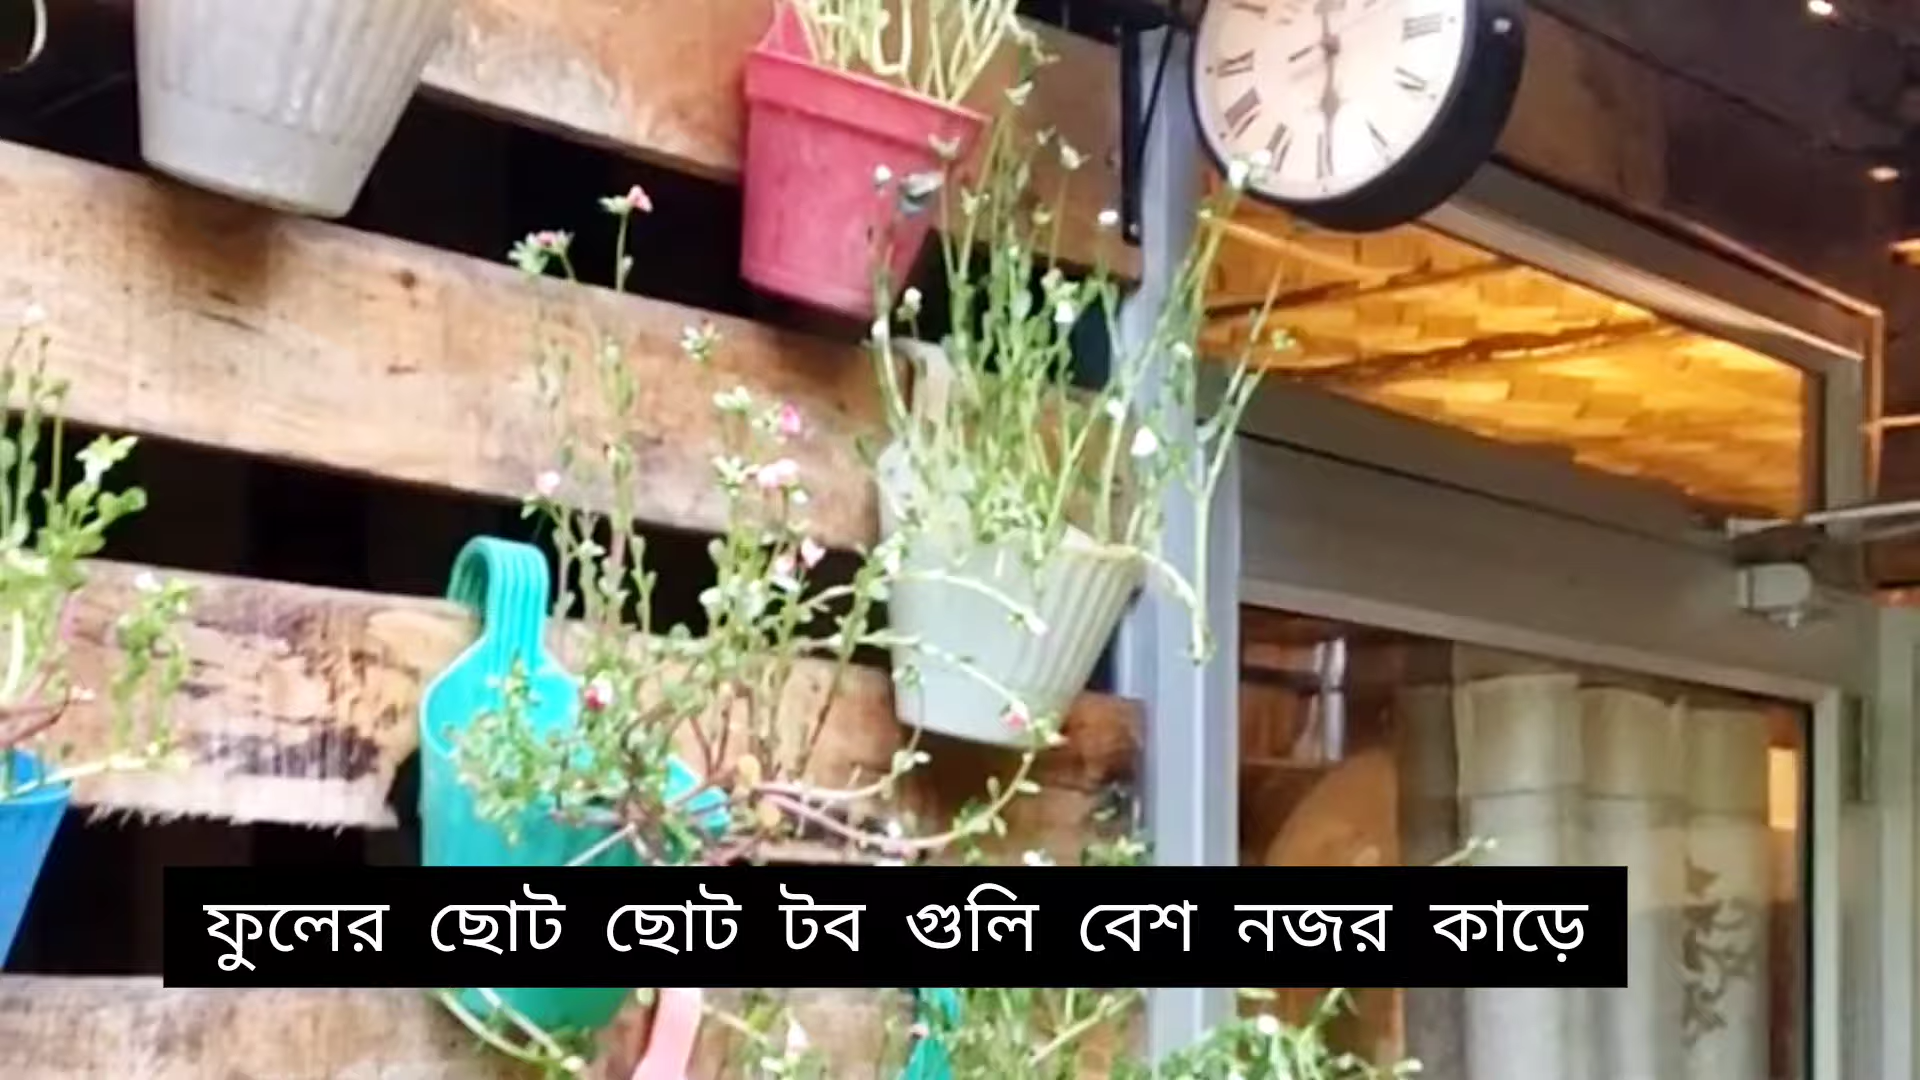 ফুলের ছোট ছোট টব গুলি বেশ নজর কাড়ে